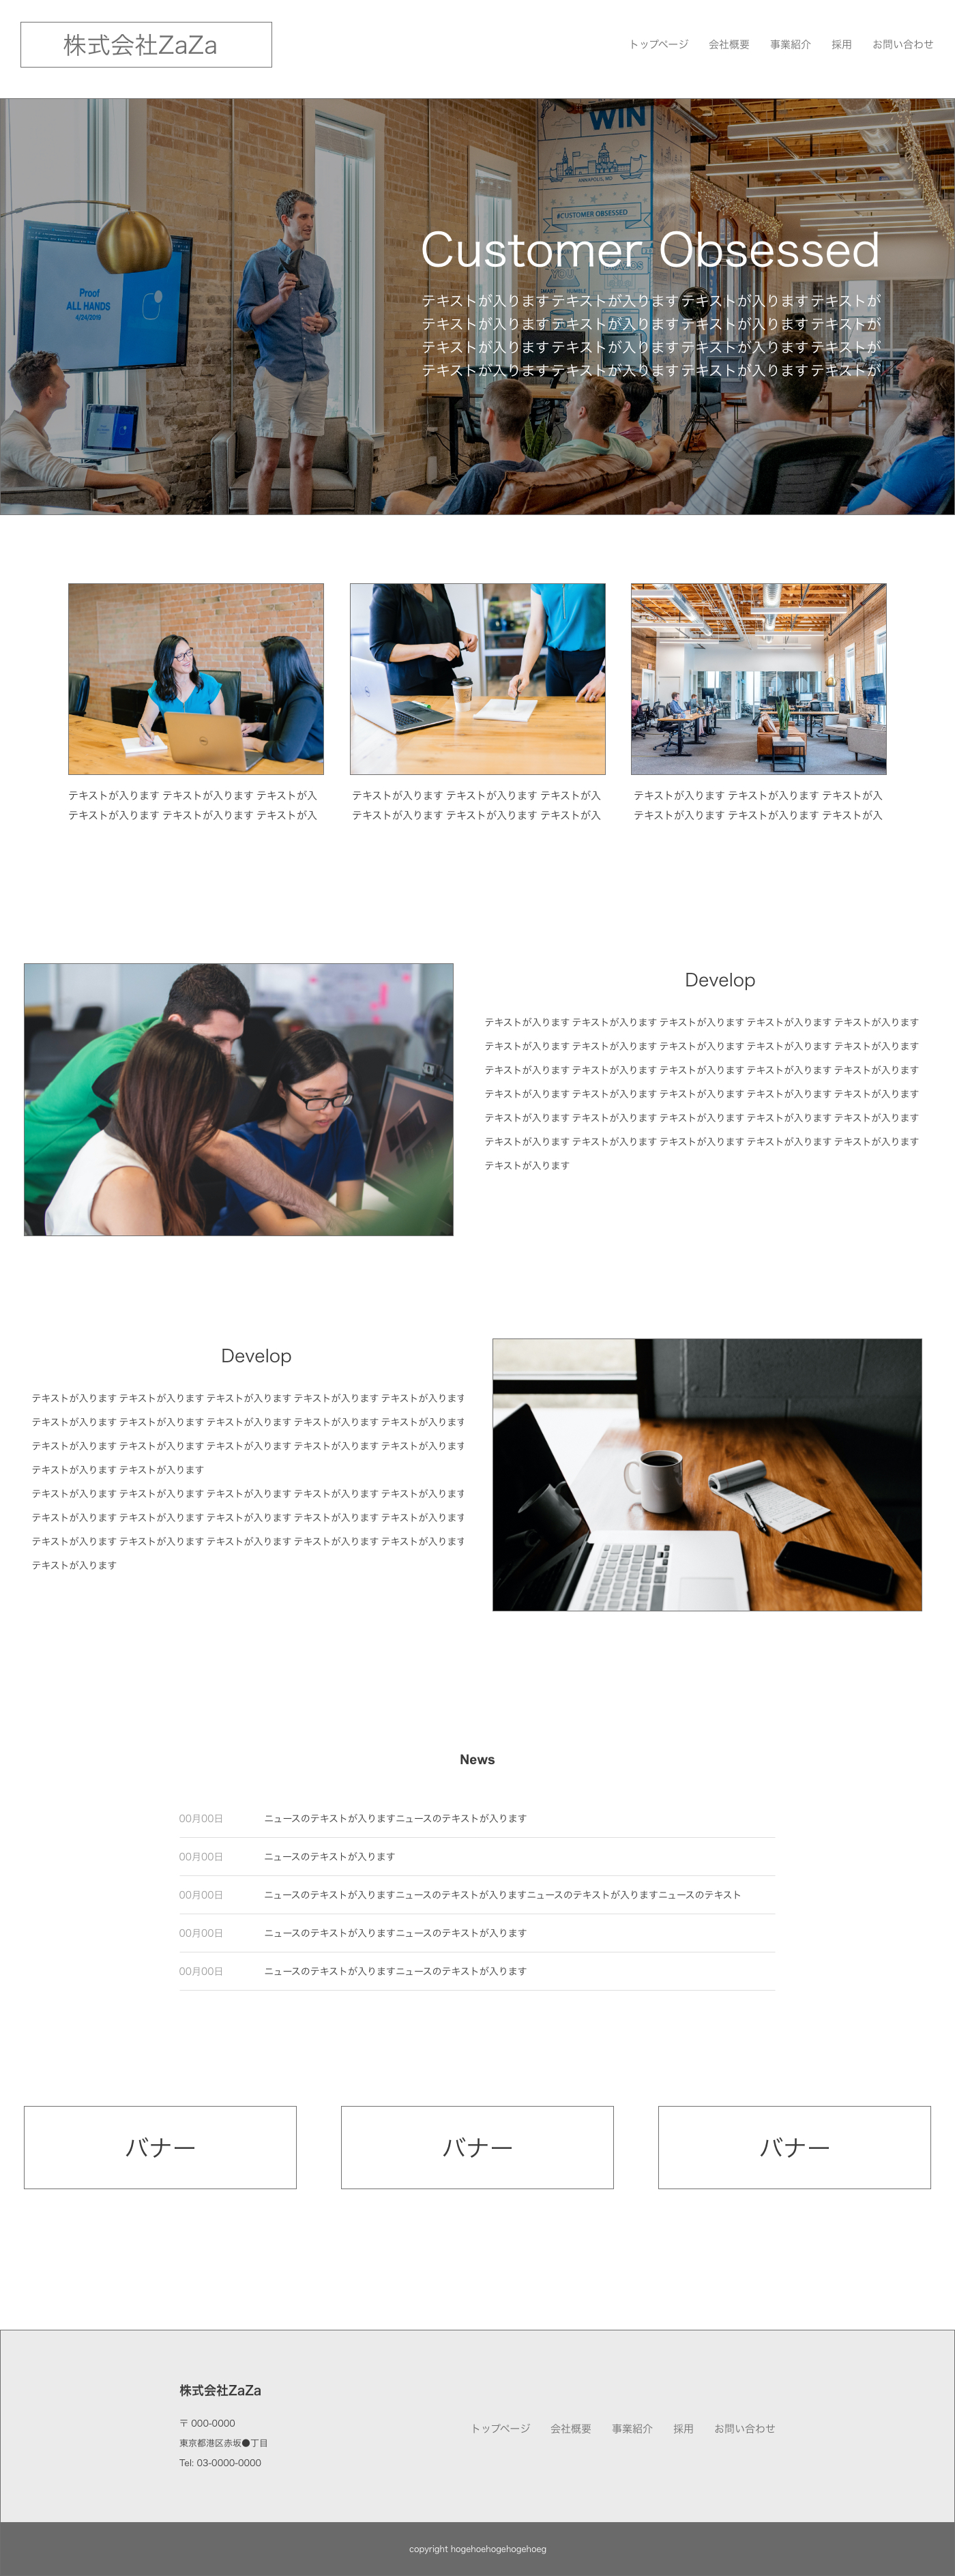 株式会社ZaZa
トップページ 会社概要 事業紹介 採用 お問い合わせ
WIN
ANNAPOLIS, MD
#CUSTOMER OBSESSED
Proof
ALL HANDS
4/24/2019
Customer Obsessed
テキストが入ります テキストが入ります テキストが入ります テキストが
テキストが入ります テキストが入ります テキストが入ります テキストが
テキストが入ります テキストが入ります テキストが入ります テキストが
テキストが入ります テキストが入ります テキストが入ります テキストが
テキストが入ります テキストが入ります テキストが入
テキストが入ります テキストが入ります テキストが入
テキストが入ります テキストが入ります テキストが入
テキストが入ります テキストが入ります テキストが入
テキストが入ります テキストが入ります テキストが入
テキストが入ります テキストが入ります テキストが入
Develop
テキストが入ります テキストが入ります テキストが入ります テキストが入ります テキストが入ります
テキストが入ります テキストが入ります テキストが入ります テキストが入ります テキストが入ります
テキストが入ります テキストが入ります テキストが入ります テキストが入ります テキストが入ります
テキストが入ります テキストが入ります テキストが入ります テキストが入ります テキストが入ります
テキストが入ります テキストが入ります テキストが入ります テキストが入ります テキストが入ります
テキストが入ります テキストが入ります テキストが入ります テキストが入ります テキストが入ります
テキストが入ります
Develop
テキストが入ります テキストが入ります テキストが入ります テキストが入ります テキストが入ります
テキストが入ります テキストが入ります テキストが入ります テキストが入ります テキストが入ります
テキストが入ります テキストが入ります テキストが入ります テキストが入ります テキストが入ります
テキストが入ります テキストが入ります
テキストが入ります テキストが入ります テキストが入ります テキストが入ります テキストが入ります
テキストが入ります テキストが入ります テキストが入ります テキストが入ります テキストが入ります
テキストが入ります テキストが入ります テキストが入ります テキストが入ります テキストが入ります
テキストが入ります
News
00月00日 ニュースのテキストが入りますニュースのテキストが入ります
00月00日 ニュースのテキストが入ります
00月00日 ニュースのテキストが入りますニュースのテキストが入りますニュースのテキストが入りますニュースのテキスト
00月00日 ニュースのテキストが入りますニュースのテキストが入ります
00月00日 ニュースのテキストが入りますニュースのテキストが入ります
バナー
バナー
バナー
株式会社ZaZa
〒 000-0000
東京都港区赤坂●丁目
Tel: 03-0000-0000
トップページ 会社概要 事業紹介 採用 お問い合わせ
copyright hogehoehogehogehoeg